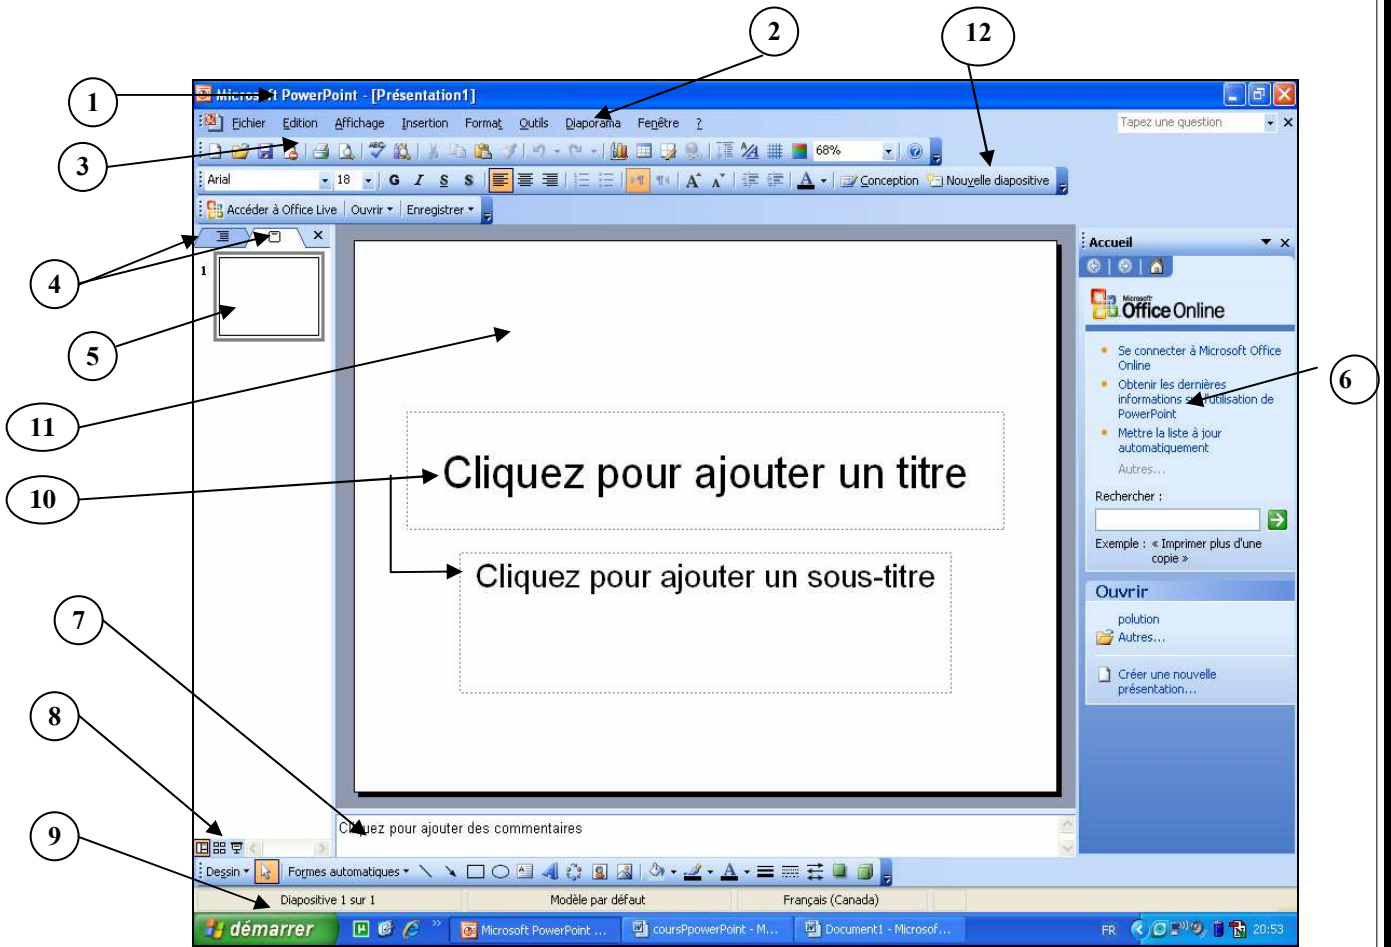 2
12
1
Microsoft PowerPoint - [Présentation1]
Fichier Edition Affichage Insertion Format Outils Diaporama Fenêtre ?
Tapez une question
3
68%
Arial 18 G I S S Conception Nouvelle diapositive
Accéder à Office Live Ouvrir Enregistrer
4
1
5
Accueil
Microsoft
Office Online
Se connecter à Microsoft Office
Online
Obtenir les dernières
informations sur l'utilisation de
PowerPoint
Mettre la liste à jour
automatiquement
Autres...
6
11
10
Cliquez pour ajouter un titre
Rechercher :
Exemple : « Imprimer plus d'une
copie »
Cliquez pour ajouter un sous-titre
Ouvrir
polution
Autres...
Créer une nouvelle
présentation...
7
8
9
Cliquez pour ajouter des commentaires
Dessin Formes automatiques
Diapositive 1 sur 1 Modèle par défaut Français (Canada)
démarrer Microsoft PowerPoint ... coursPpowerPoint - M... Document1 - Microsof... FR 20:53